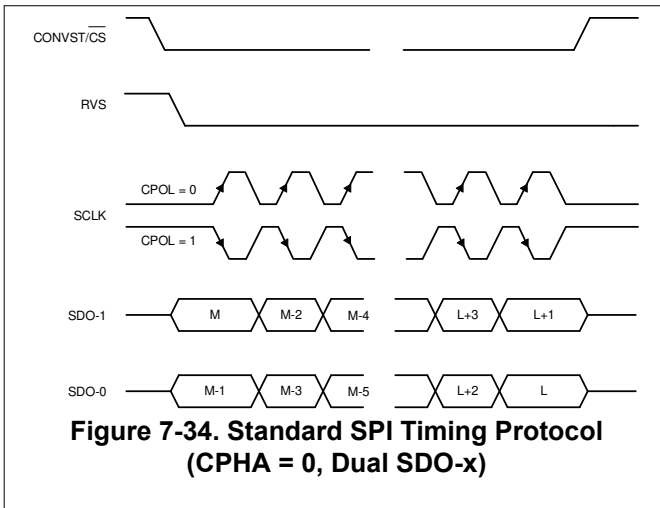 CONVST/CS
RVS
CPOL = 0
SCLK
CPOL = 1
SDO-1 M M-2 M-4 L+3 L+1
SDO-0 M-1 M-3 M-5 L+2 L
Figure 7-34. Standard SPI Timing Protocol
(CPHA = 0, Dual SDO-x)